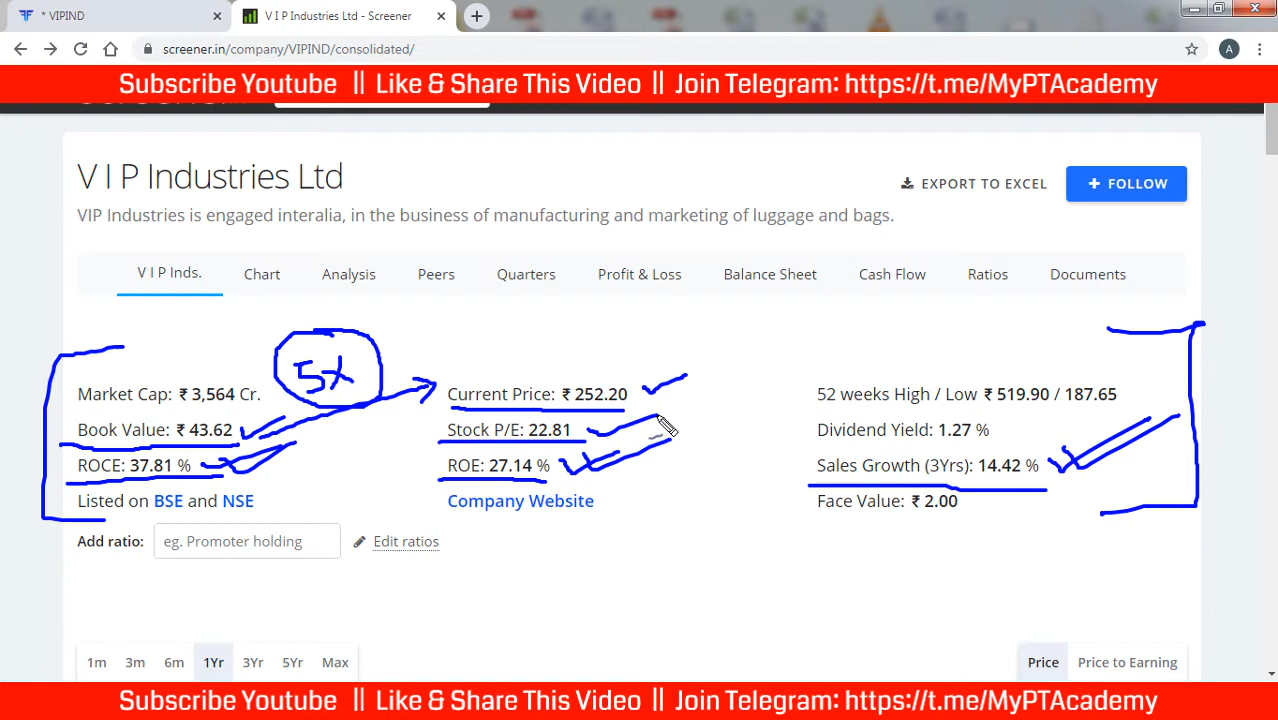 * VIPIND
V I P Industries Ltd - Screener
screener.in/company/VIPIND/consolidated/
A
Subscribe Youtube || Like & Share This Video || Join Telegram: https://t.me/MyPTAcademy
V I P Industries Ltd
EXPORT TO EXCEL
+ FOLLOW
VIP Industries is engaged interalia, in the business of manufacturing and marketing of luggage and bags.
V I P Inds. Chart Analysis Peers Quarters Profit & Loss Balance Sheet Cash Flow Ratios Documents
5x
Market Cap: ₹ 3,564 Cr. Current Price: ₹ 252.20 52 weeks High / Low ₹ 519.90 / 187.65
Book Value: ₹ 43.62 Stock P/E: 22.81 Dividend Yield: 1.27 %
ROCE: 37.81 % ROE: 27.14 % Sales Growth (3Yrs): 14.42 %
Listed on BSE and NSE Company Website Face Value: ₹ 2.00
Add ratio: eg. Promoter holding Edit ratios
1m 3m 6m 1Yr 3Yr 5Yr Max Price Price to Earning
Subscribe Youtube || Like & Share This Video || Join Telegram: https://t.me/MyPTAcademy